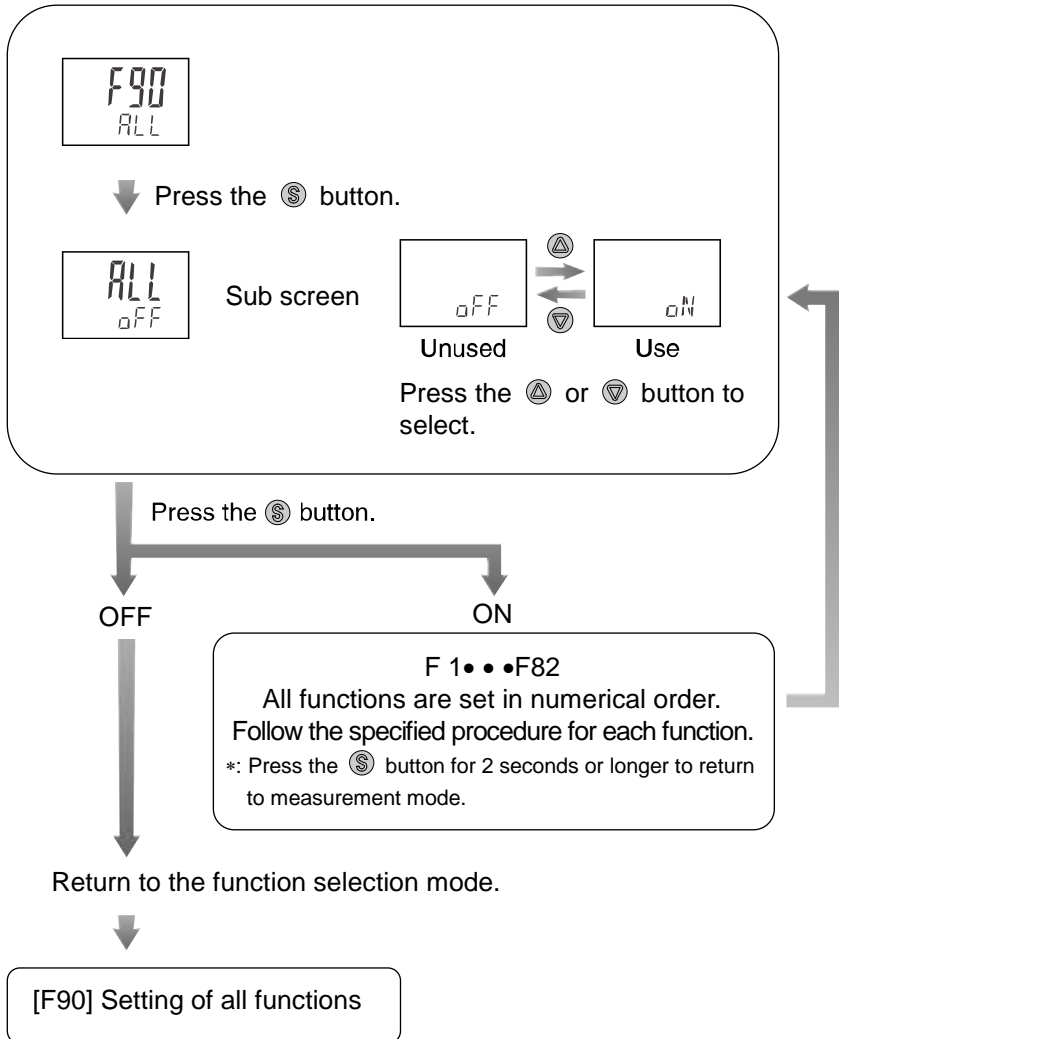 F90
ALL
Press the Ⓢ button.
ALL
oFF
Sub screen
oFF
oN
Unused
Use
Press the △ or ▽ button to
select.
Press the Ⓢ button.
OFF
ON
F 1• • •F82
All functions are set in numerical order.
Follow the specified procedure for each function.
*: Press the Ⓢ button for 2 seconds or longer to return
to measurement mode.
Return to the function selection mode.
[F90] Setting of all functions